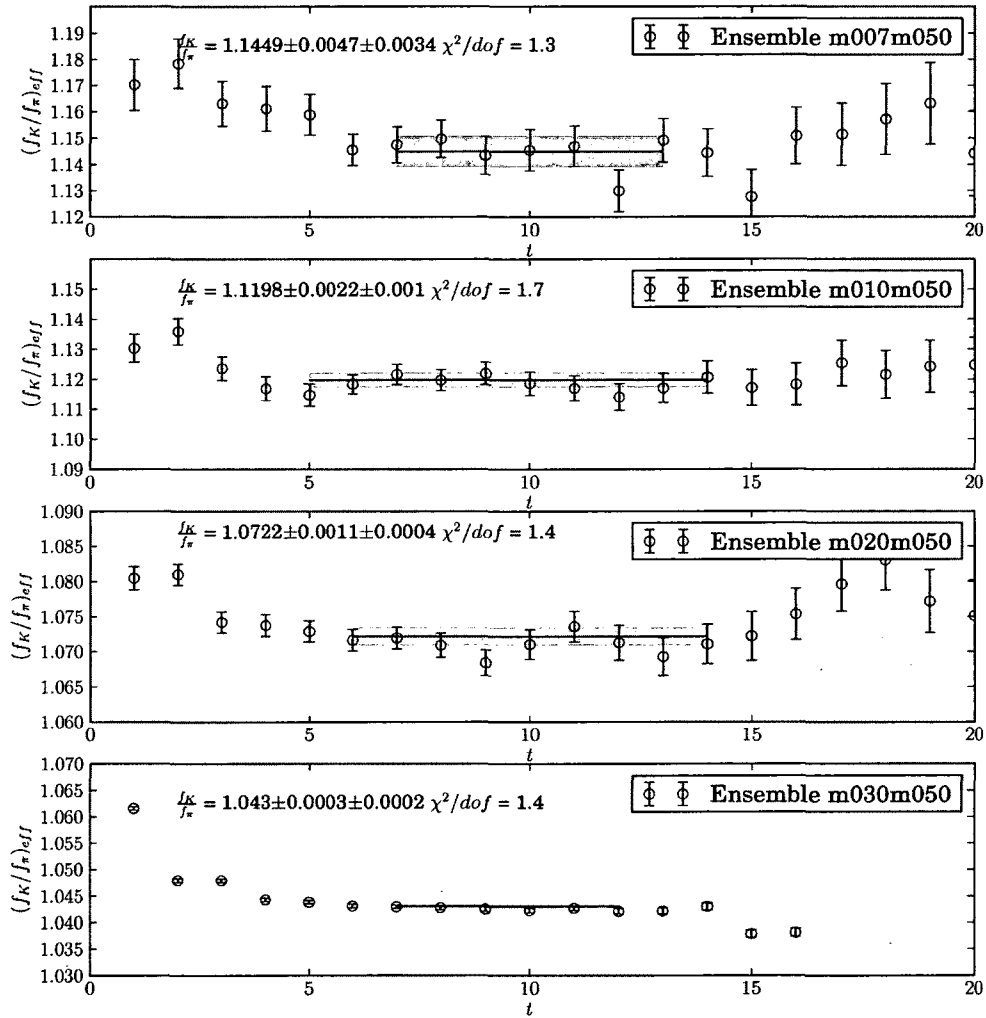 f_K/f_π = 1.1449±0.0047±0.0034 χ²/dof = 1.3
Ensemble m007m050
(f_K/f_π)_eff
1.19
1.18
1.17
1.16
1.15
1.14
1.13
1.12
0 5 10 15 20
t
f_K/f_π = 1.1198±0.0022±0.001 χ²/dof = 1.7
Ensemble m010m050
(f_K/f_π)_eff
1.15
1.14
1.13
1.12
1.11
1.10
1.09
0 5 10 15 20
t
f_K/f_π = 1.0722±0.0011±0.0004 χ²/dof = 1.4
Ensemble m020m050
(f_K/f_π)_eff
1.090
1.085
1.080
1.075
1.070
1.065
1.060
0 5 10 15 20
t
f_K/f_π = 1.043±0.0003±0.0002 χ²/dof = 1.4
Ensemble m030m050
(f_K/f_π)_eff
1.070
1.065
1.060
1.055
1.050
1.045
1.040
1.035
1.030
0 5 10 15 20
t